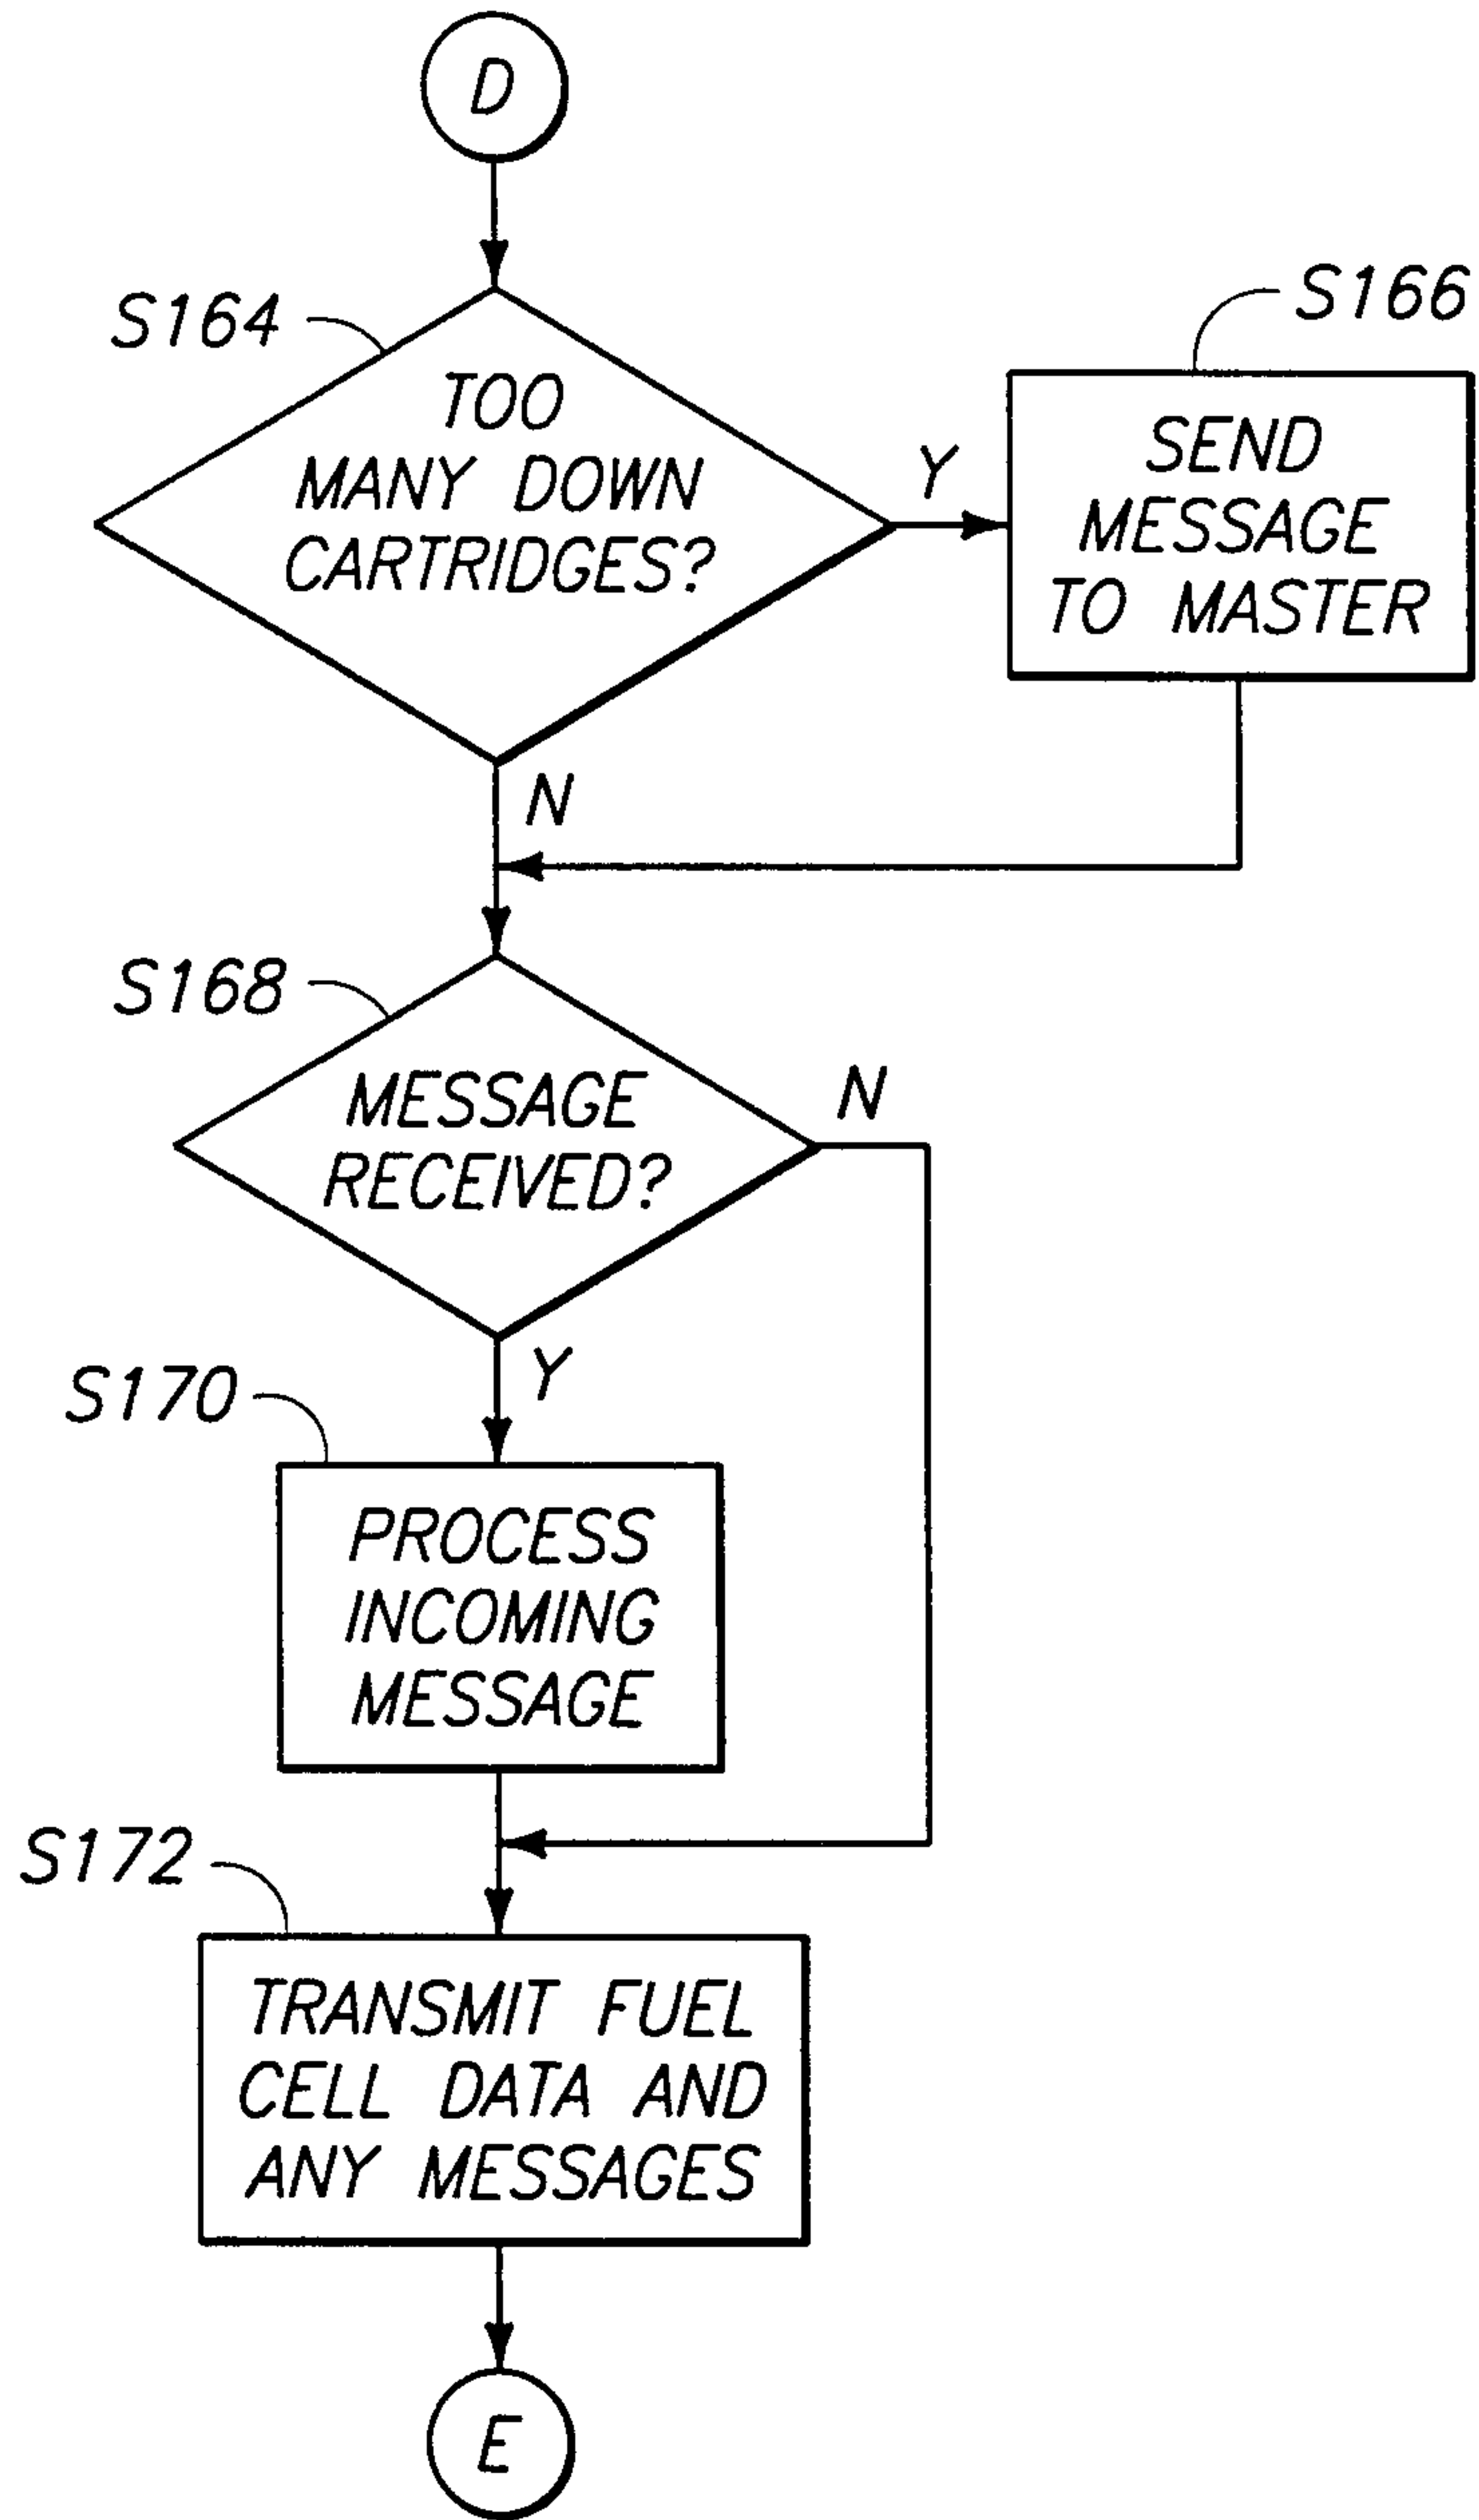 D
S164
TOO
MANY DOWN
CARTRIDGES?
Y
S166
SEND
MESSAGE
TO MASTER
N
S168
MESSAGE
RECEIVED?
N
Y
S170
PROCESS
INCOMING
MESSAGE
S172
TRANSMIT FUEL
CELL DATA AND
ANY MESSAGES
E